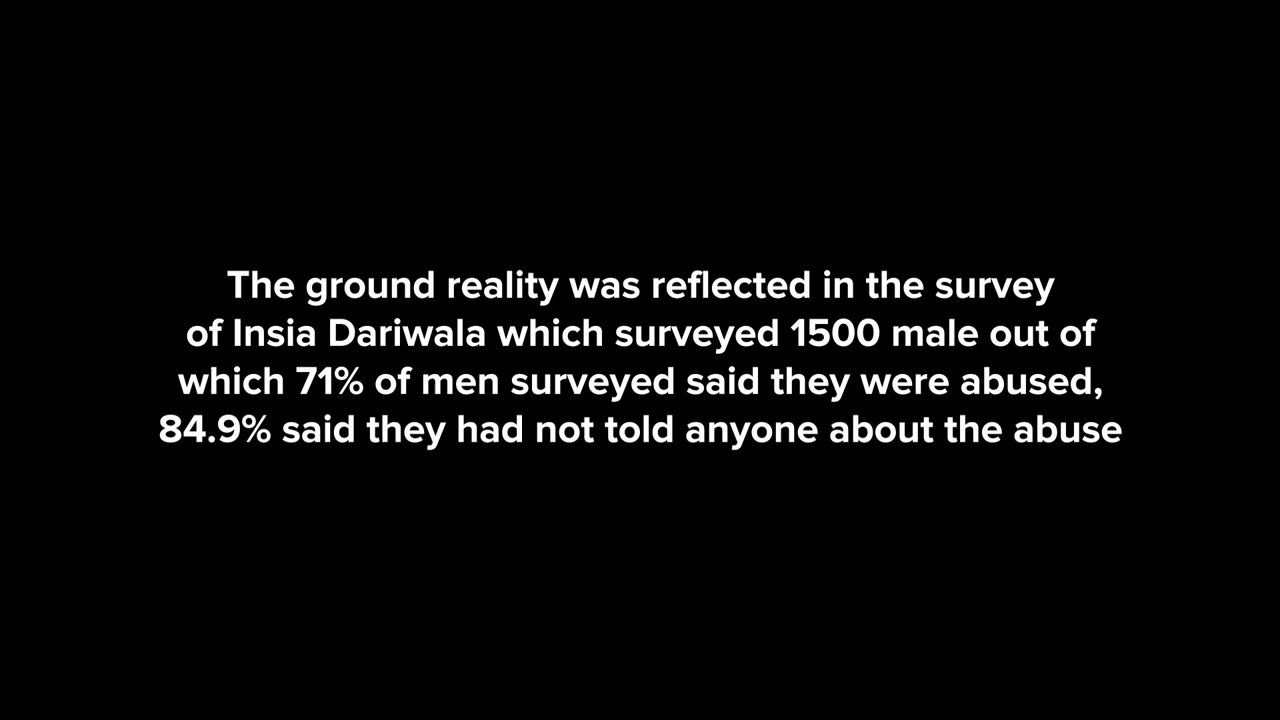 The ground reality was reflected in the survey
of Insia Dariwala which surveyed 1500 male out of
which 71% of men surveyed said they were abused,
84.9% said they had not told anyone about the abuse